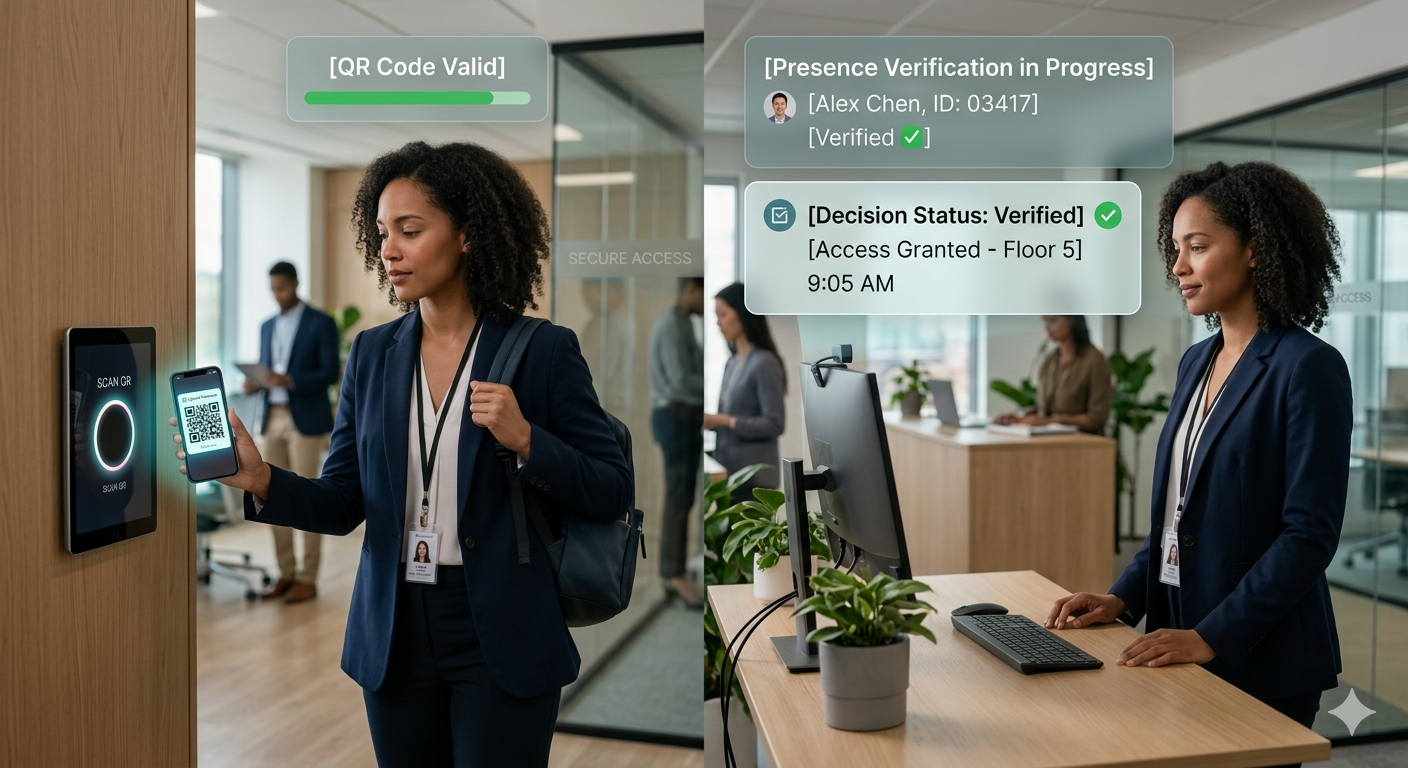 [QR Code Valid]
SECURE ACCESS
SCAN QR
[Presence Verification in Progress]
[Alex Chen, ID: 03417]
[Verified ✅]
[Decision Status: Verified]
[Access Granted - Floor 5]
9:05 AM
ACCESS